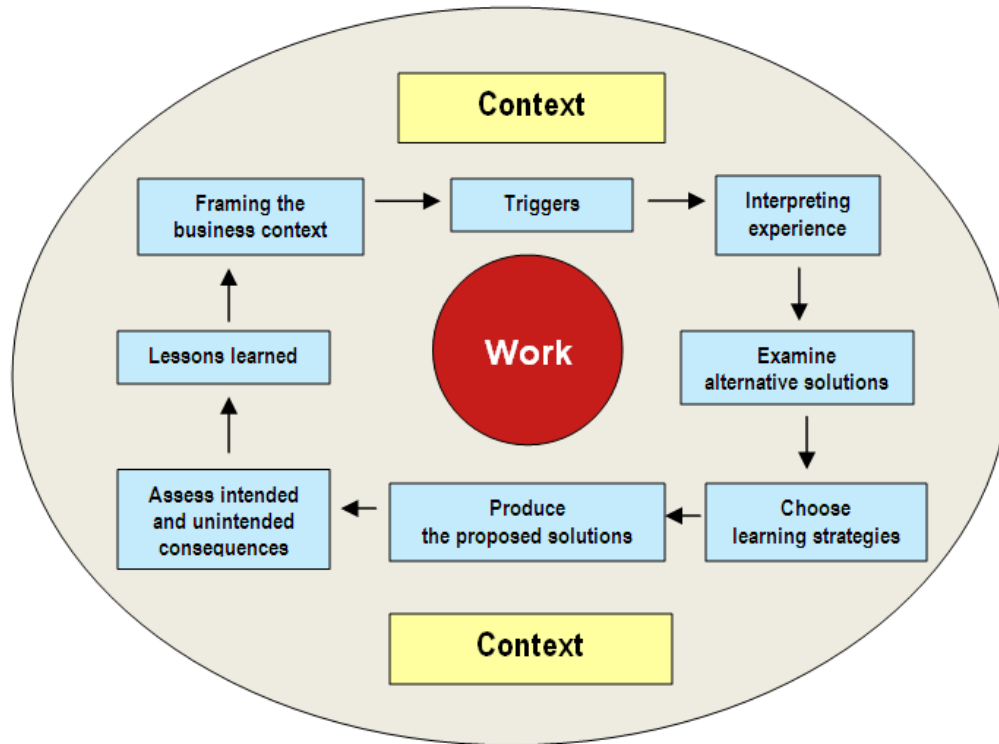 Context
Framing the
business context
Triggers
Interpreting
experience
Work
Lessons learned
Examine
alternative solutions
Assess intended
and unintended
consequences
Produce
the proposed solutions
Choose
learning strategies
Context